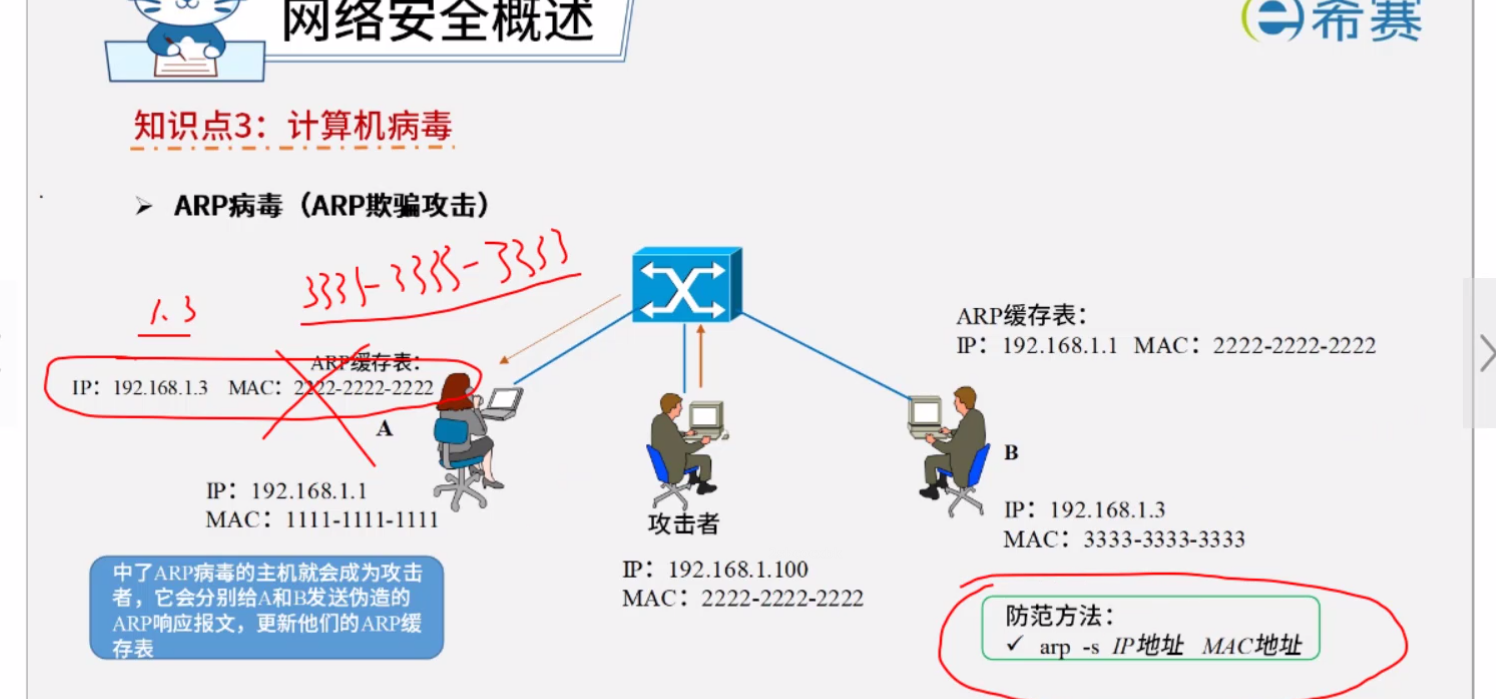 网络安全概述
希赛
知识点3：计算机病毒
➢ ARP病毒（ARP欺骗攻击）
3333-3333-3333
1.3
ARP缓存表：
IP：192.168.1.3 MAC：2222-2222-2222
A
IP：192.168.1.1
MAC：1111-1111-1111
ARP缓存表：
IP：192.168.1.1 MAC：2222-2222-2222
B
IP：192.168.1.3
MAC：3333-3333-3333
攻击者
IP：192.168.1.100
MAC：2222-2222-2222
中了ARP病毒的主机就会成为攻击
者，它会分别给A和B发送伪造的
ARP响应报文，更新他们的ARP缓
存表
防范方法：
✓ arp -s IP地址 MAC地址